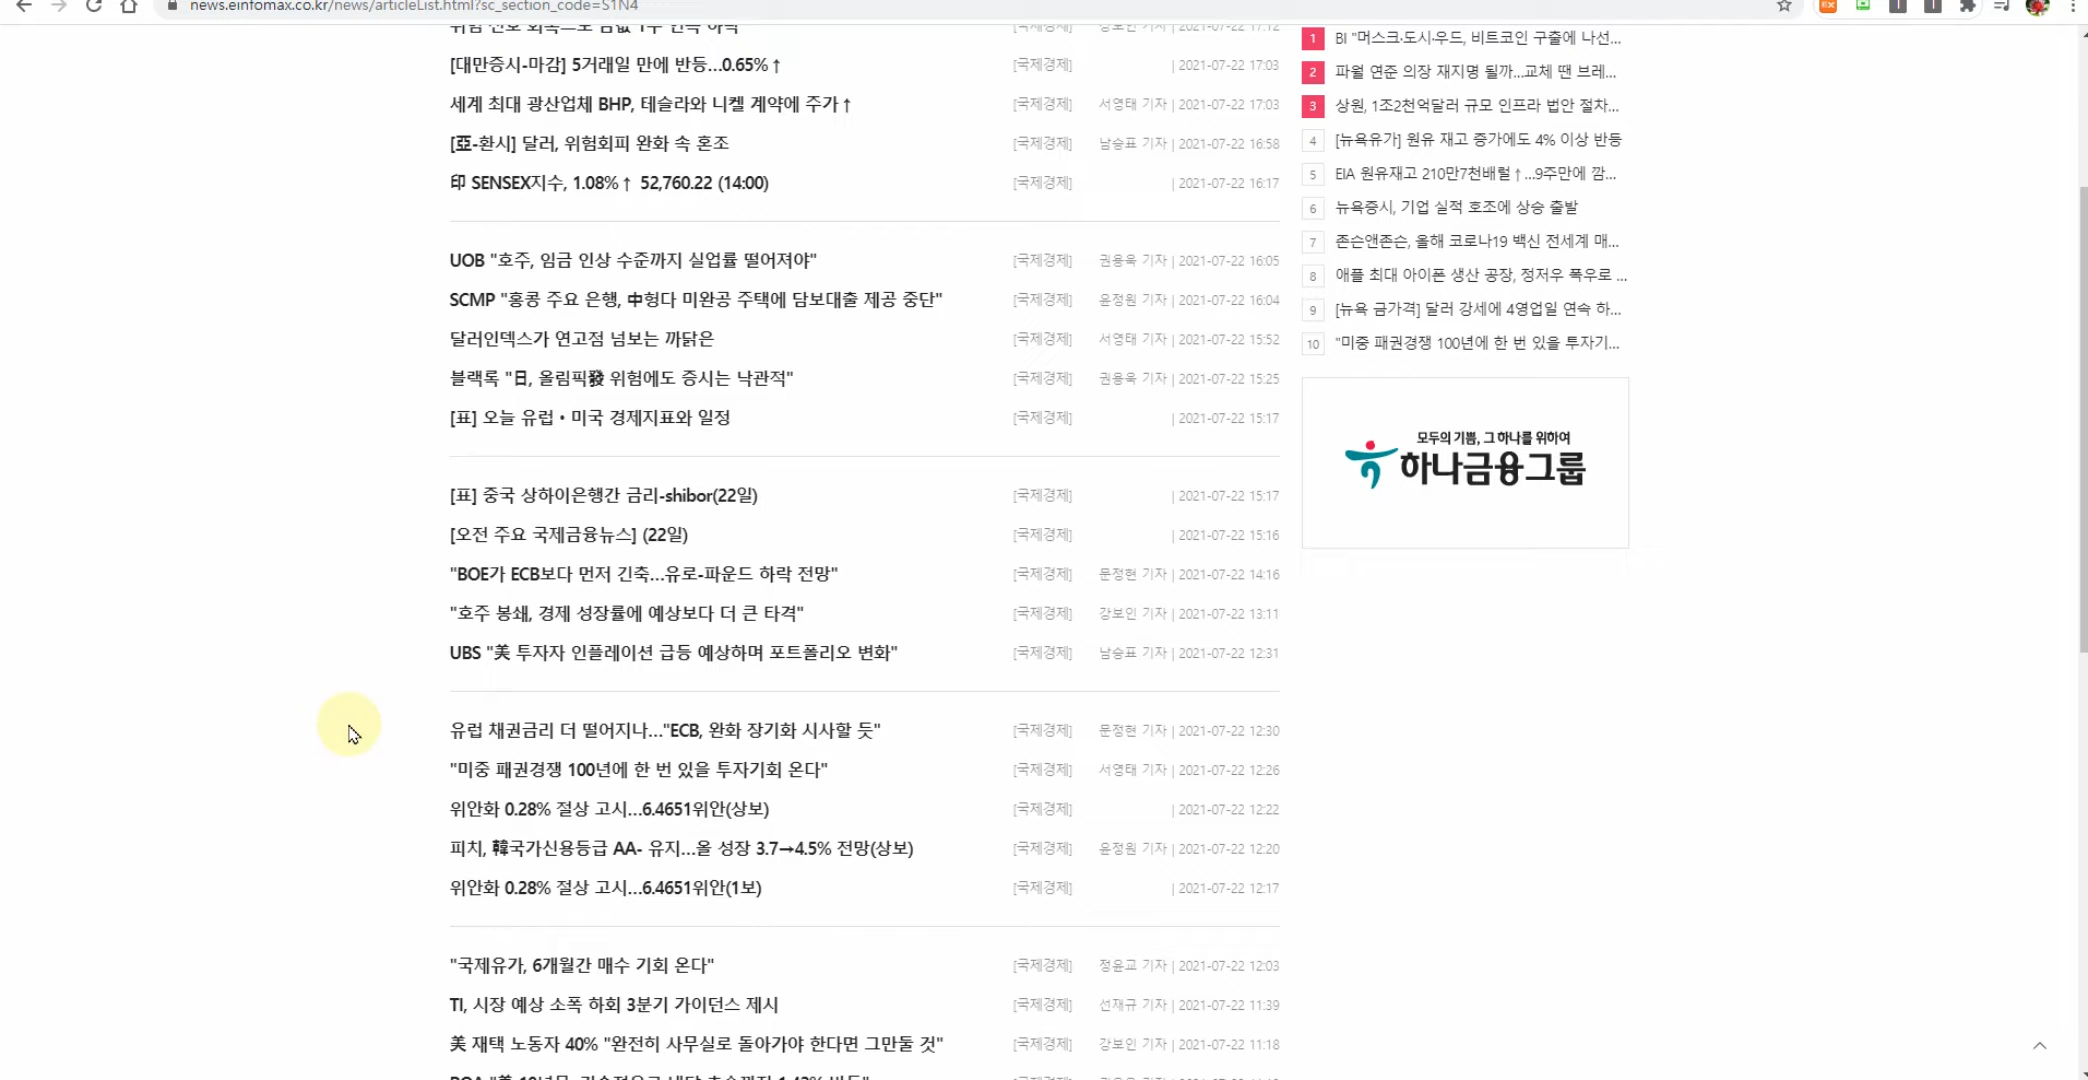 news.einfomax.co.kr/news/articleList.html?sc_section_code=S1N4
[국제경제] 강보인 기자 | 2021-07-22 17:12
[대만증시-마감] 5거래일 만에 반등…0.65%↑ [국제경제] | 2021-07-22 17:03
세계 최대 광산업체 BHP, 테슬라와 니켈 계약에 주가↑ [국제경제] 서영태 기자 | 2021-07-22 17:03
[亞-환시] 달러, 위험회피 완화 속 혼조 [국제경제] 남승표 기자 | 2021-07-22 16:58
印 SENSEX지수, 1.08%↑ 52,760.22 (14:00) [국제경제] | 2021-07-22 16:17
UOB "호주, 임금 인상 수준까지 실업률 떨어져야" [국제경제] 권용욱 기자 | 2021-07-22 16:05
SCMP "홍콩 주요 은행, 中헝다 미완공 주택에 담보대출 제공 중단" [국제경제] 윤정원 기자 | 2021-07-22 16:04
달러인덱스가 연고점 넘보는 까닭은 [국제경제] 서영태 기자 | 2021-07-22 15:52
블랙록 "日, 올림픽發 위험에도 증시는 낙관적" [국제경제] 권용욱 기자 | 2021-07-22 15:25
[표] 오늘 유럽·미국 경제지표와 일정 [국제경제] | 2021-07-22 15:17
[표] 중국 상하이은행간 금리-shibor(22일) [국제경제] | 2021-07-22 15:17
[오전 주요 국제금융뉴스] (22일) [국제경제] | 2021-07-22 15:16
"BOE가 ECB보다 먼저 긴축…유로-파운드 하락 전망" [국제경제] 문정현 기자 | 2021-07-22 14:16
"호주 봉쇄, 경제 성장률에 예상보다 더 큰 타격" [국제경제] 강보인 기자 | 2021-07-22 13:11
UBS "美 투자자 인플레이션 급등 예상하며 포트폴리오 변화" [국제경제] 남승표 기자 | 2021-07-22 12:31
유럽 채권금리 더 떨어지나…"ECB, 완화 장기화 시사할 듯" [국제경제] 문정현 기자 | 2021-07-22 12:30
"미중 패권경쟁 100년에 한 번 있을 투자기회 온다" [국제경제] 서영태 기자 | 2021-07-22 12:26
위안화 0.28% 절상 고시…6.4651위안(상보) [국제경제] | 2021-07-22 12:22
피치, 韓국가신용등급 AA- 유지…올 성장 3.7→4.5% 전망(상보) [국제경제] 윤정원 기자 | 2021-07-22 12:20
위안화 0.28% 절상 고시…6.4651위안(1보) [국제경제] | 2021-07-22 12:17
"국제유가, 6개월간 매수 기회 온다" [국제경제] 정윤교 기자 | 2021-07-22 12:03
TI, 시장 예상 소폭 하회 3분기 가이던스 제시 [국제경제] 선재규 기자 | 2021-07-22 11:39
美 재택 노동자 40% "완전히 사무실로 돌아가야 한다면 그만둘 것" [국제경제] 강보인 기자 | 2021-07-22 11:18
1 BI "머스크·도시·우드, 비트코인 구출에 나선...
2 파월 연준 의장 재지명 될까...교체 땐 브레...
3 상원, 1조2천억달러 규모 인프라 법안 절차...
4 [뉴욕유가] 원유 재고 증가에도 4% 이상 반등
5 EIA 원유재고 210만7천배럴↑...9주만에 깜...
6 뉴욕증시, 기업 실적 호조에 상승 출발
7 존슨앤존슨, 올해 코로나19 백신 전세계 매...
8 애플 최대 아이폰 생산 공장, 정저우 폭우로 ...
9 [뉴욕 금가격] 달러 강세에 4영업일 연속 하...
10 "미중 패권경쟁 100년에 한 번 있을 투자기...
모두의 기쁨, 그 하나를 위하여
하나금융그룹